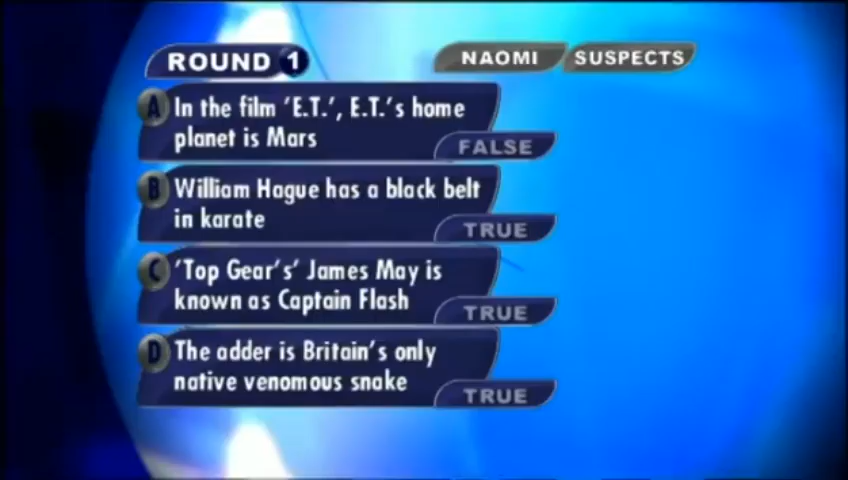 ROUND 1
NAOMI SUSPECTS
A In the film 'E.T.', E.T.'s home
planet is Mars
FALSE
B William Hague has a black belt
in karate
TRUE
C 'Top Gear's' James May is
known as Captain Flash
TRUE
D The adder is Britain's only
native venomous snake
TRUE